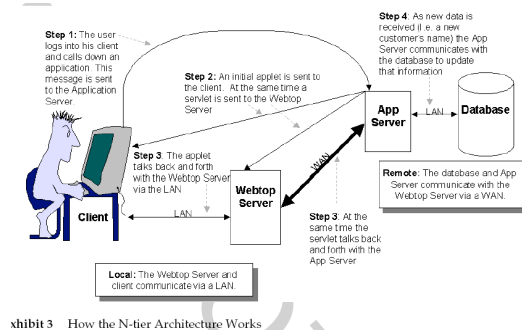 Step 1: The user
logs into his client
and calls down an
application. This
message is sent
to the Application
Server.
Step 2: An initial applet is sent to
the client. At the same time a
servlet is sent to the Webtop
Server
Step 4: As new data is
received (I.e. a new
customer's name) the App
Server communicates with
the database to update
that information
App
Server
LAN
Database
Step 3: The applet
talks back and forth
with the Webtop Server
via the LAN
WAN
Remote: The database and App
Server communicate with the
Webtop Server via a WAN.
Client
LAN
Webtop
Server
Step 3: At the
same time the
servlet talks back
and forth with the
App Server
Local: The Webtop Server and
client communicate via a LAN.
xhibit 3 How the N-tier Architecture Works